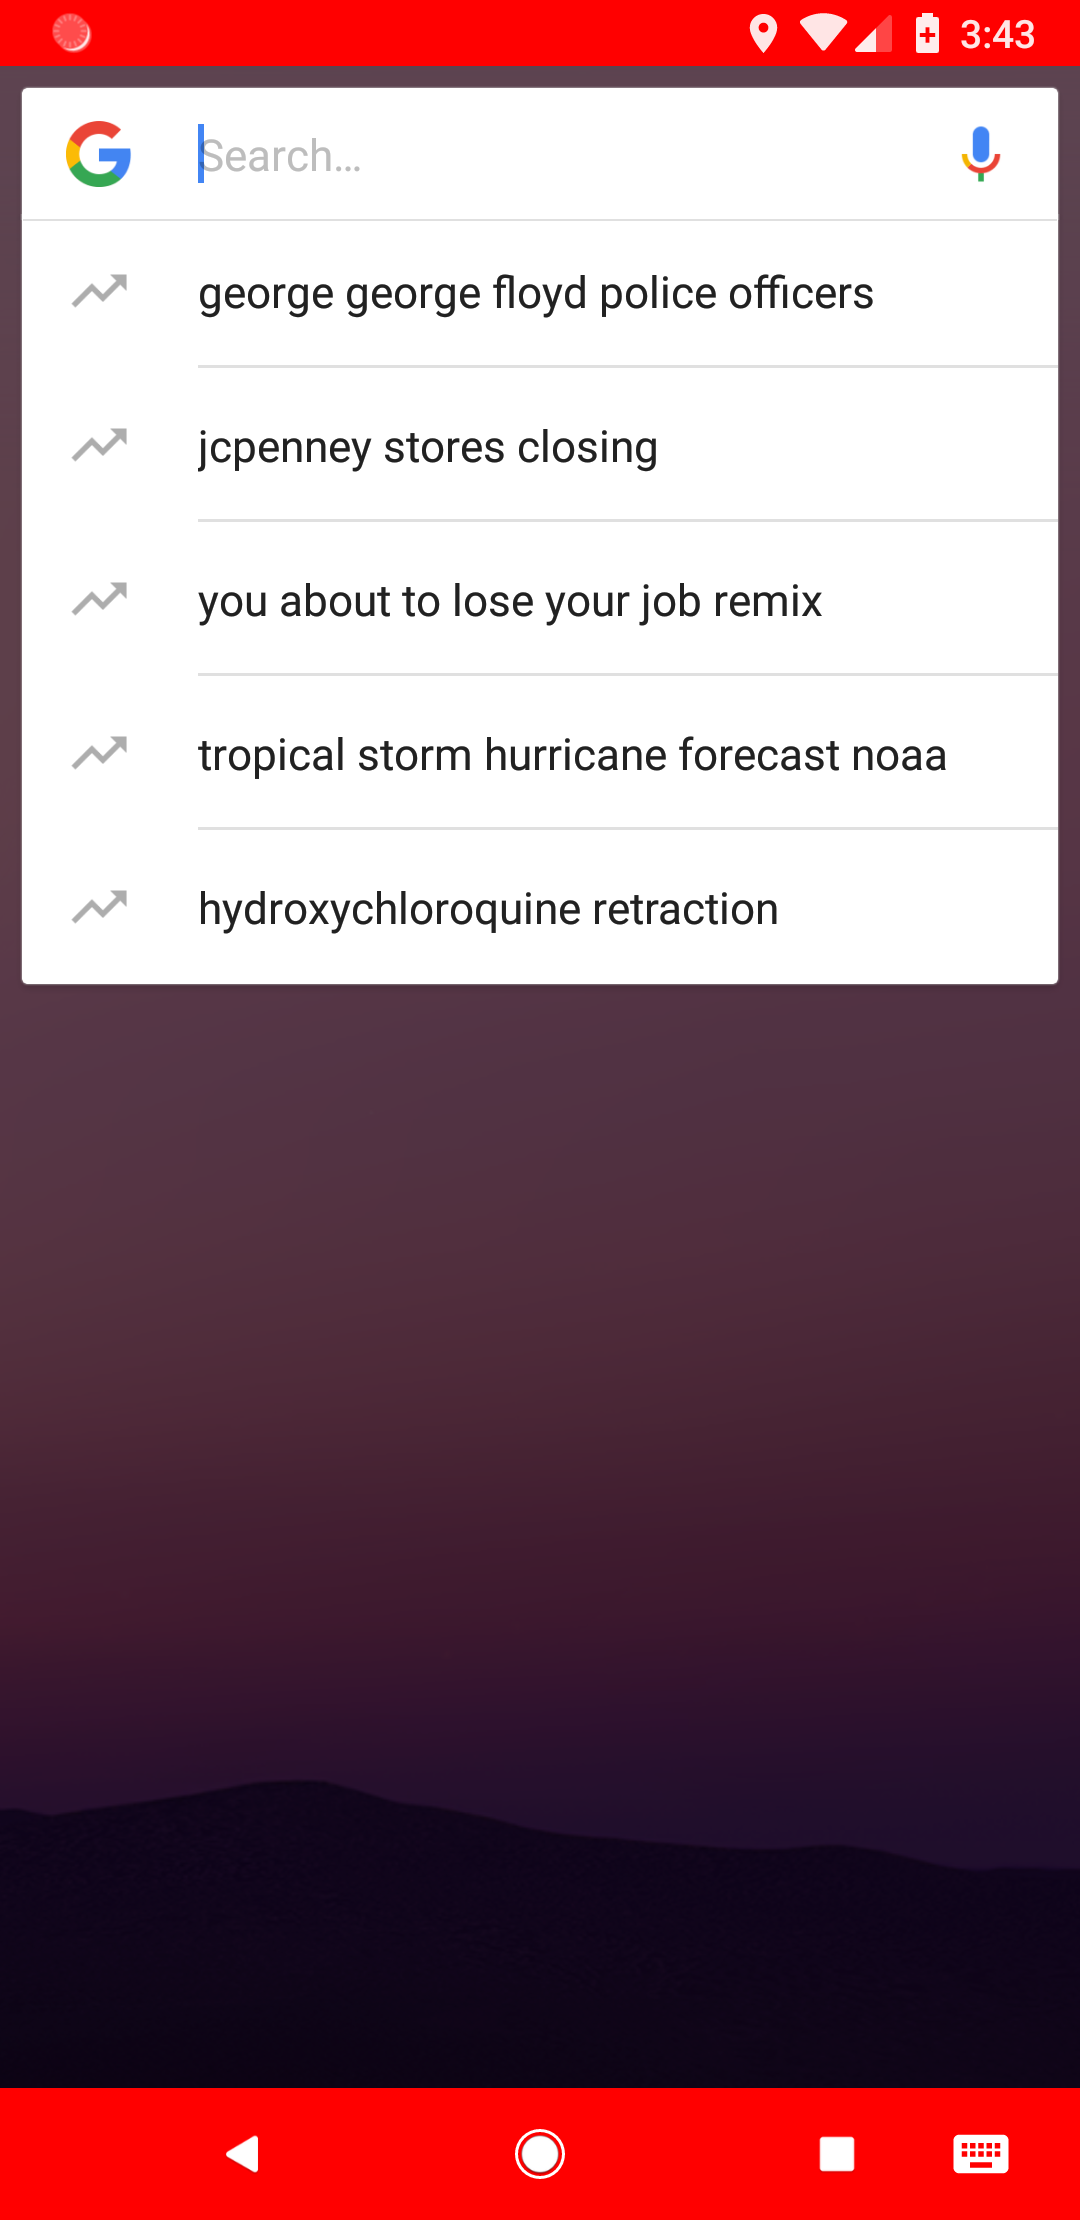 3:43
Search...
george george floyd police officers
jcpenney stores closing
you about to lose your job remix
tropical storm hurricane forecast noaa
hydroxychloroquine retraction